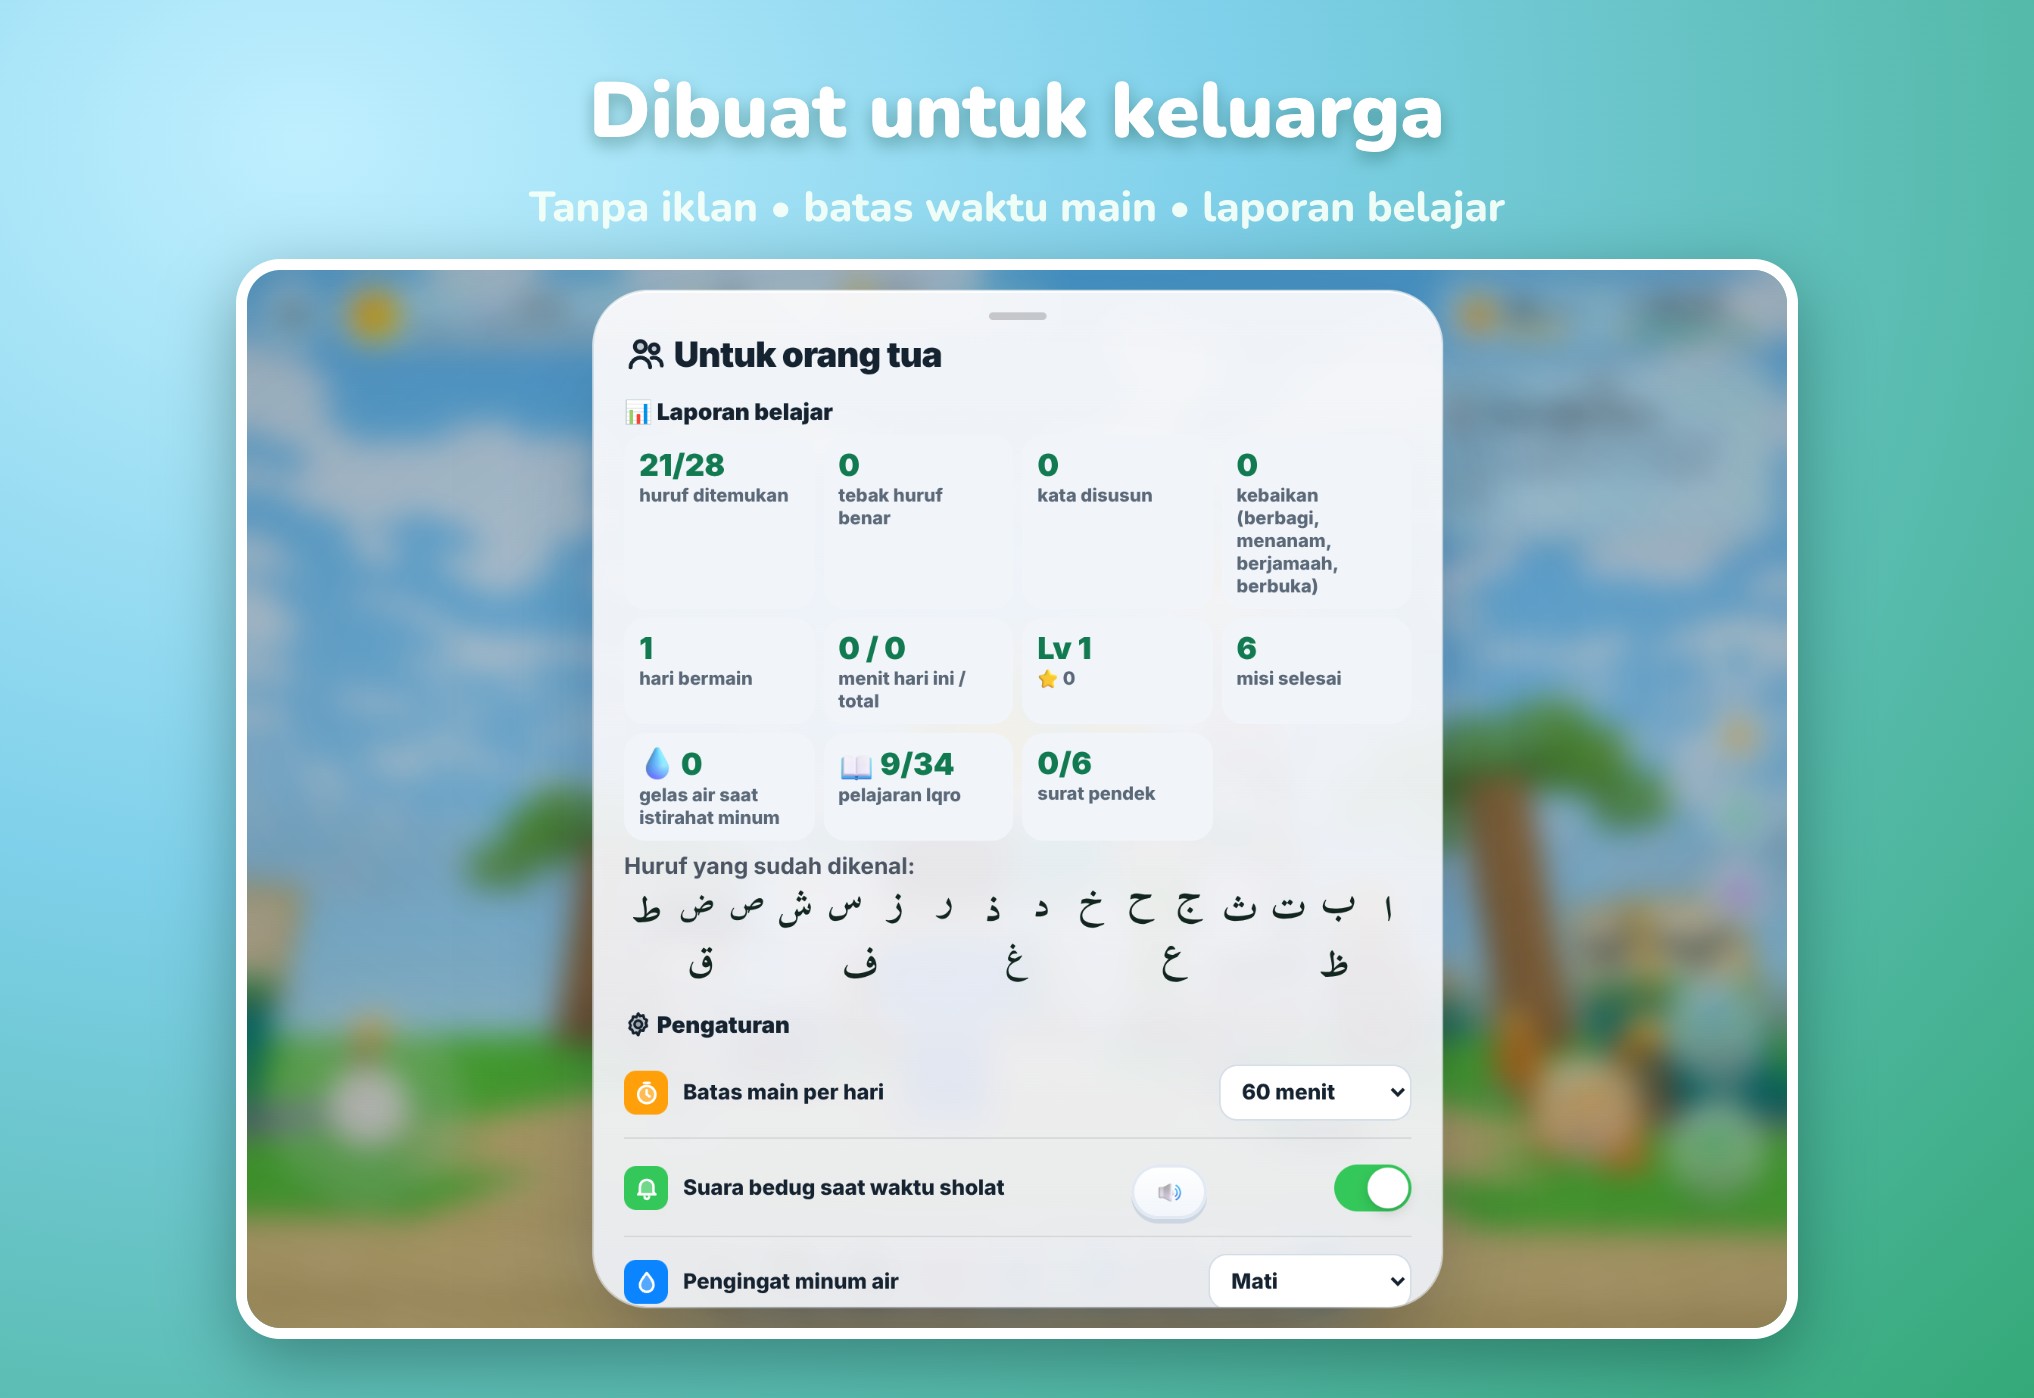 Dibuat untuk keluarga
Tanpa iklan • batas waktu main • laporan belajar
Untuk orang tua
📊 Laporan belajar
21/28
huruf ditemukan
0
tebak huruf
benar
0
kata disusun
0
kebaikan
(berbagi,
menanam,
berjamaah,
berbuka)
1
hari bermain
0 / 0
menit hari ini /
total
Lv 1
⭐ 0
6
misi selesai
💧 0
gelas air saat
istirahat minum
📖 9/34
pelajaran Iqro
0/6
surat pendek
Huruf yang sudah dikenal:
ا ب ت ث ج ح خ د ذ ر ز س ش ص ض ط
ظ ع غ ف ق
Pengaturan
Batas main per hari
60 menit
Suara bedug saat waktu sholat
Pengingat minum air
Mati